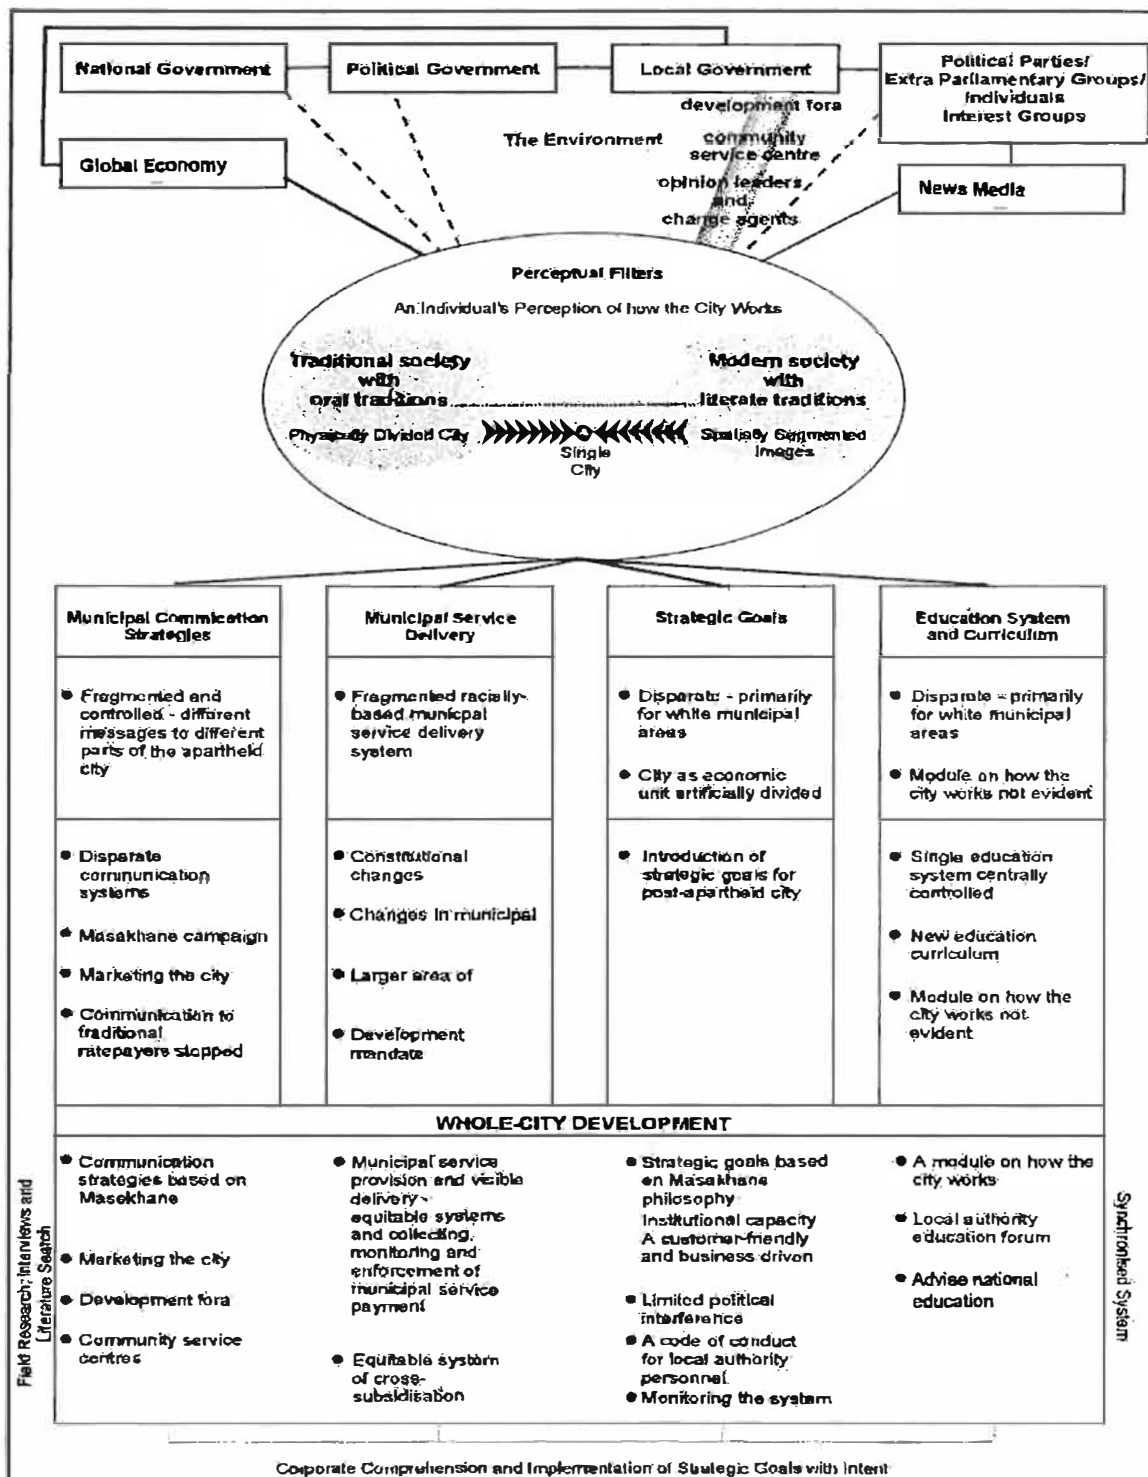 National Government
Political Government
Local Government
Political Parties/
Extra Parliamentary Groups/
Individuals
Interest Groups
development fora
The Environment
community
service centre
Global Economy
opinion leaders
and
change agents
News Media
Perceptual Filters
An Individual's Perception of how the City Works
Traditional society
with
oral traditions
Modern society
with
literate traditions
Physically Divided City
Single
City
Spatially Segmented
Images
Municipal Commication
Strategies
Municipal Service
Delivery
Strategic Goals
Education System
and Curriculum
• Fragmented and
controlled - different
messages to different
parts of the apartheid
city
• Fragmented racially-
based municpal
service delivery
system
• Disparate - primarily
for white municipal
areas
• City as economic
unit artificially divided
• Disparate - primarily
for white municipal
areas
• Module on how the
city works not evident
• Disparate
communication
systems
• Masakhane campaign
• Marketing the city
• Communication to
traditional
ratepayers stopped
• Constitutional
changes
• Changes in municipal
• Larger area of
• Development
mandate
• Introduction of
strategic goals for
post-apartheid city
• Single education
system centrally
controlled
• New education
curriculum
• Module on how the
city works not
evident
WHOLE-CITY DEVELOPMENT
• Communication
strategies based on
Masekhane
• Marketing the city
• Development fora
• Community service
centres
• Municipal service
provision and visible
delivery -
equitable systems
and collecting,
monitoring and
enforcement of
municipal service
payment
• Equitable system
of cross-
subsidisation
• Strategic goals based
on Masakhane
philosophy
Institutional capacity
A customer-friendly
and business driven
• Limited political
interference
• A code of conduct
for local authority
personnel
• Monitoring the system
• A module on how the
city works
• Local authority
education forum
• Advise national
education
Field Research; Interviews and
Literature Search
Synchronised System
Corporate Comprehension and Implementation of Strategic Goals with Intent